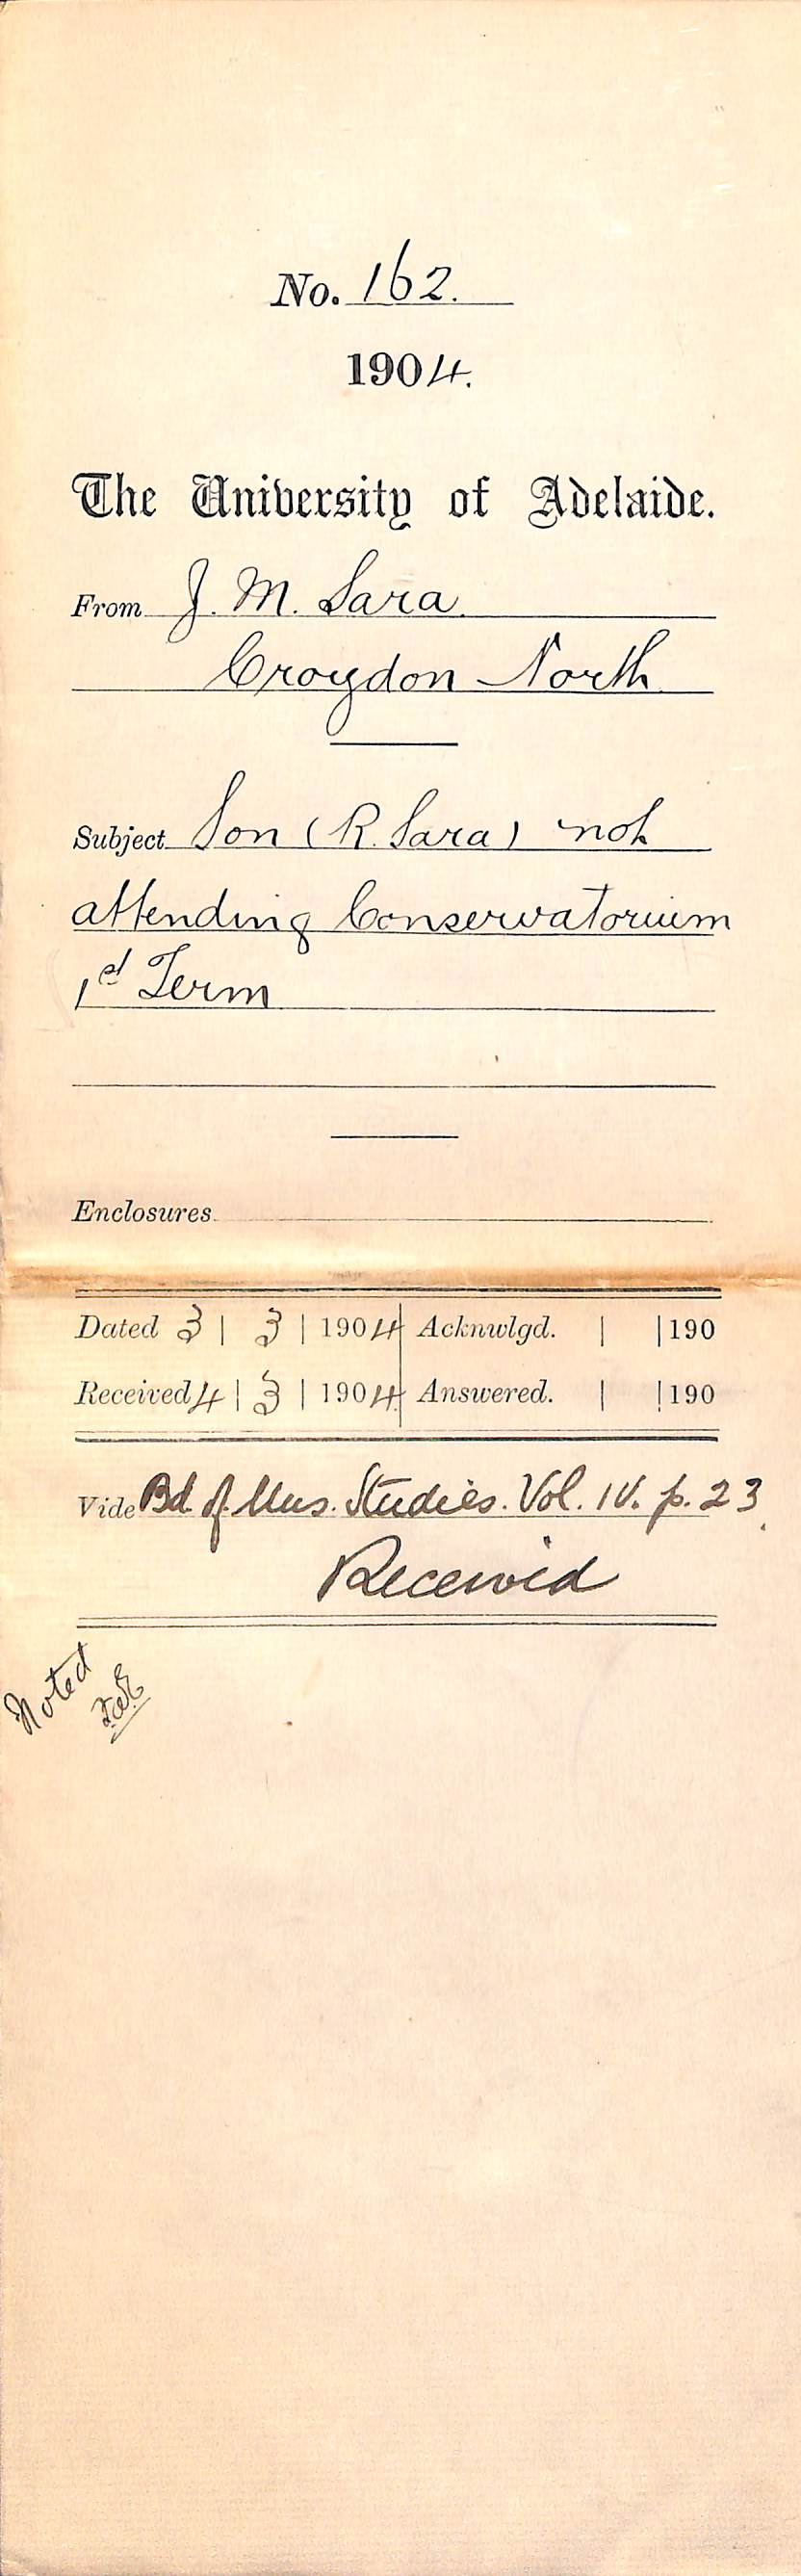 No. 162.
1904.
The University of Adelaide.
From J. M. Sara.
Croydon North
Subject Son (R. Sara) not
attending Conservatorium
1st Term
Enclosures
Dated 3 | 3 | 1904 Acknwlgd. | | 190
Received 4 | 3 | 1904 Answered. | | 190
Vide Bd. of Mus. Studies. Vol. IV. p. 23.
Received
Noted